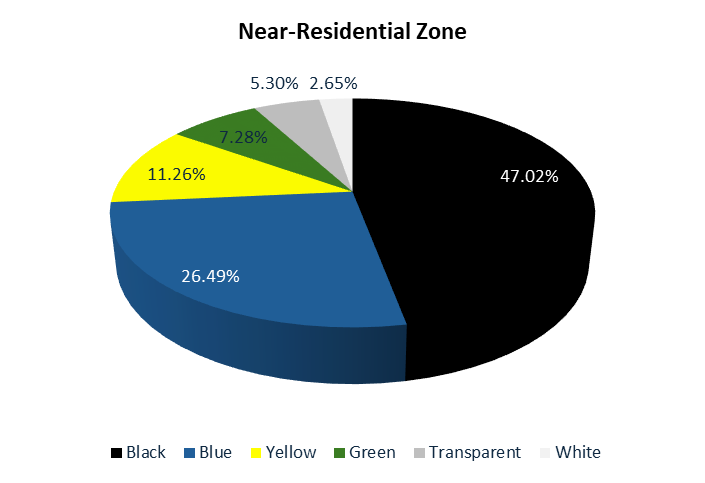 Near-Residential Zone
5.30% 2.65%
7.28%
11.26%
47.02%
26.49%
Black Blue Yellow Green Transparent White